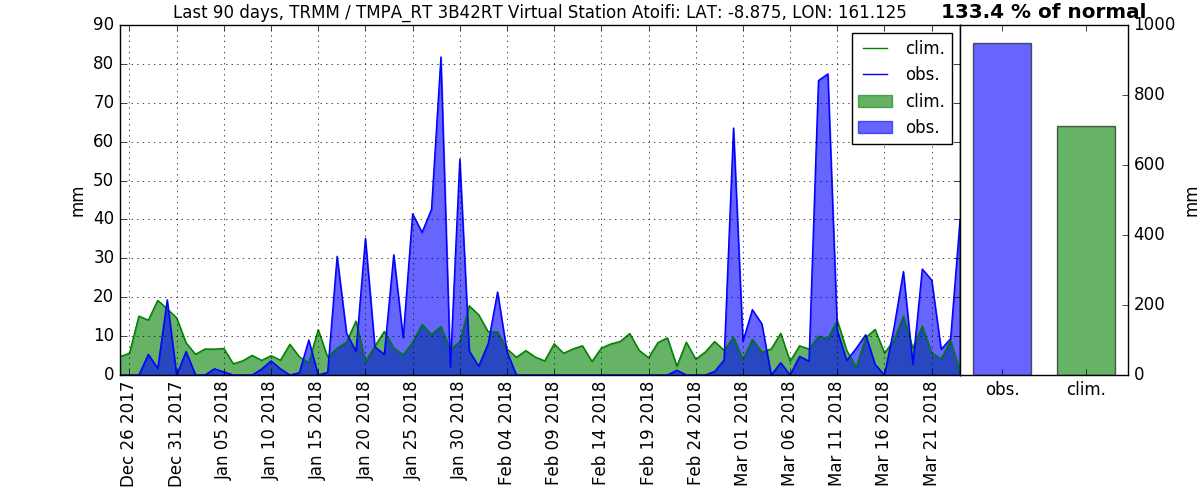 Last 90 days, TRMM / TMPA_RT 3B42RT Virtual Station Atoifi: LAT: -8.875, LON: 161.125
133.4 % of normal
90
80
70
60
50
40
30
20
10
0
mm
clim.
obs.
clim.
obs.
1000
800
600
400
200
0
mm
obs.
clim.
Dec 26 2017
Dec 31 2017
Jan 05 2018
Jan 10 2018
Jan 15 2018
Jan 20 2018
Jan 25 2018
Jan 30 2018
Feb 04 2018
Feb 09 2018
Feb 14 2018
Feb 19 2018
Feb 24 2018
Mar 01 2018
Mar 06 2018
Mar 11 2018
Mar 16 2018
Mar 21 2018